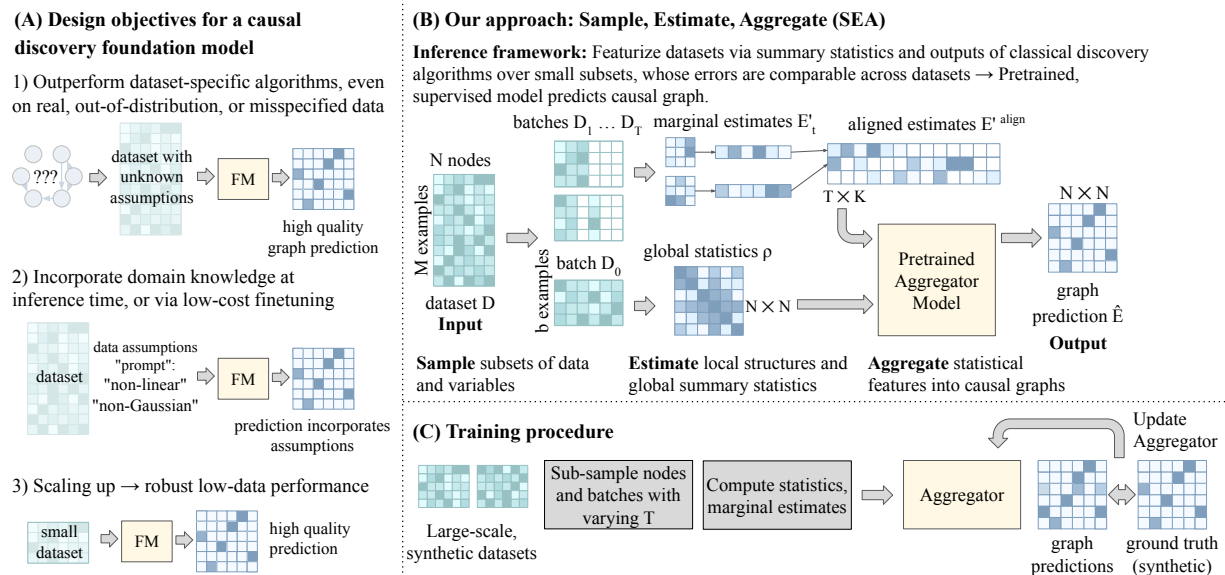 (A) Design objectives for a causal
discovery foundation model
1) Outperform dataset-specific algorithms, even
on real, out-of-distribution, or misspecified data
???
dataset with
unknown
assumptions
FM
high quality
graph prediction
2) Incorporate domain knowledge at
inference time, or via low-cost finetuning
dataset
data assumptions
"prompt":
"non-linear"
"non-Gaussian"
FM
prediction incorporates
assumptions
3) Scaling up → robust low-data performance
small
dataset
FM
high quality
prediction
(B) Our approach: Sample, Estimate, Aggregate (SEA)
Inference framework: Featurize datasets via summary statistics and outputs of classical discovery
algorithms over small subsets, whose errors are comparable across datasets → Pretrained,
supervised model predicts causal graph.
batches D₁ … D_T
marginal estimates E'_t
aligned estimates E' align
N nodes
M examples
dataset D
Input
b examples
batch D₀
global statistics ρ
N × N
T × K
Pretrained
Aggregator
Model
N × N
graph
prediction Ê
Output
Sample subsets of data
and variables
Estimate local structures and
global summary statistics
Aggregate statistical
features into causal graphs
(C) Training procedure
Large-scale,
synthetic datasets
Sub-sample nodes
and batches with
varying T
Compute statistics,
marginal estimates
Aggregator
Update
Aggregator
graph
predictions
ground truth
(synthetic)